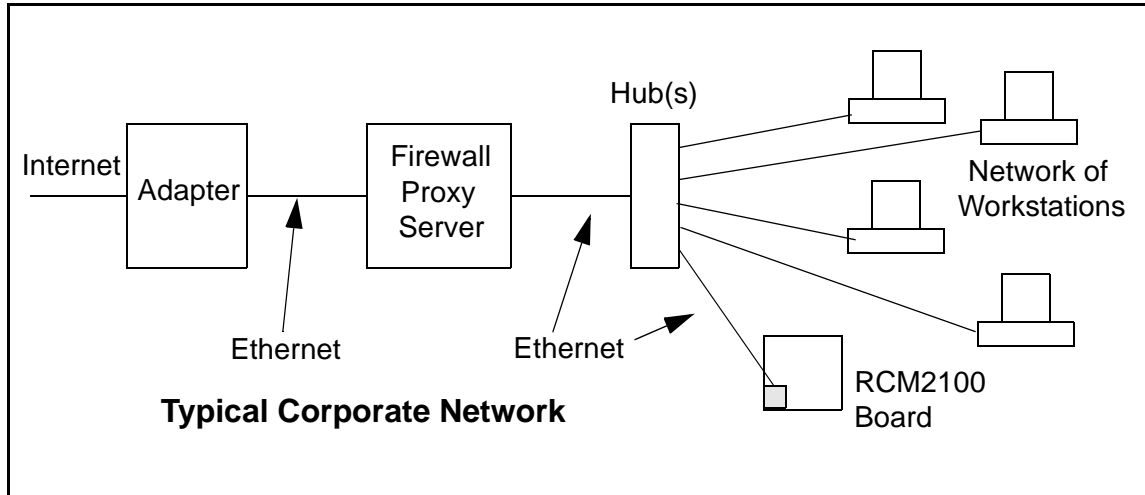 Hub(s)
Internet
Adapter
Firewall
Proxy
Server
Network of
Workstations
Ethernet
Ethernet
RCM2100
Board
Typical Corporate Network